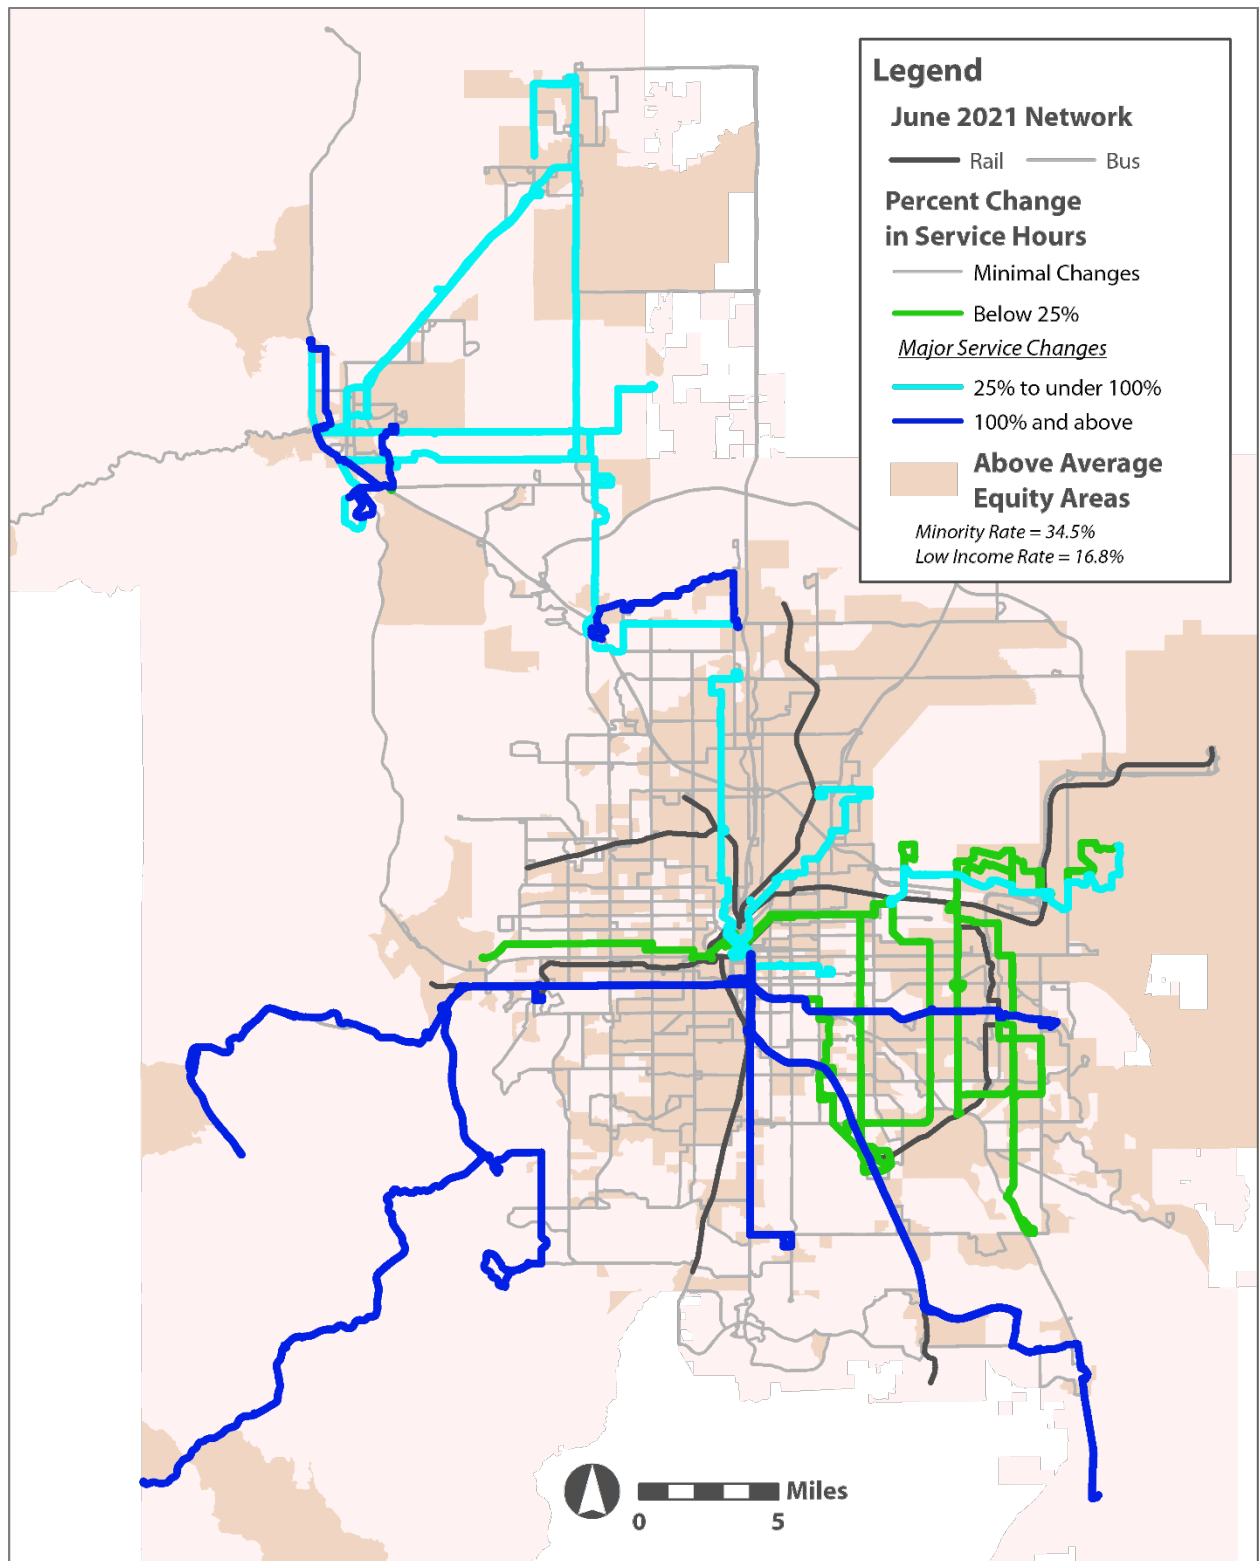 Legend
June 2021 Network
Rail Bus
Percent Change
in Service Hours
Minimal Changes
Below 25%
Major Service Changes
25% to under 100%
100% and above
Above Average
Equity Areas
Minority Rate = 34.5%
Low Income Rate = 16.8%
Miles
0 5